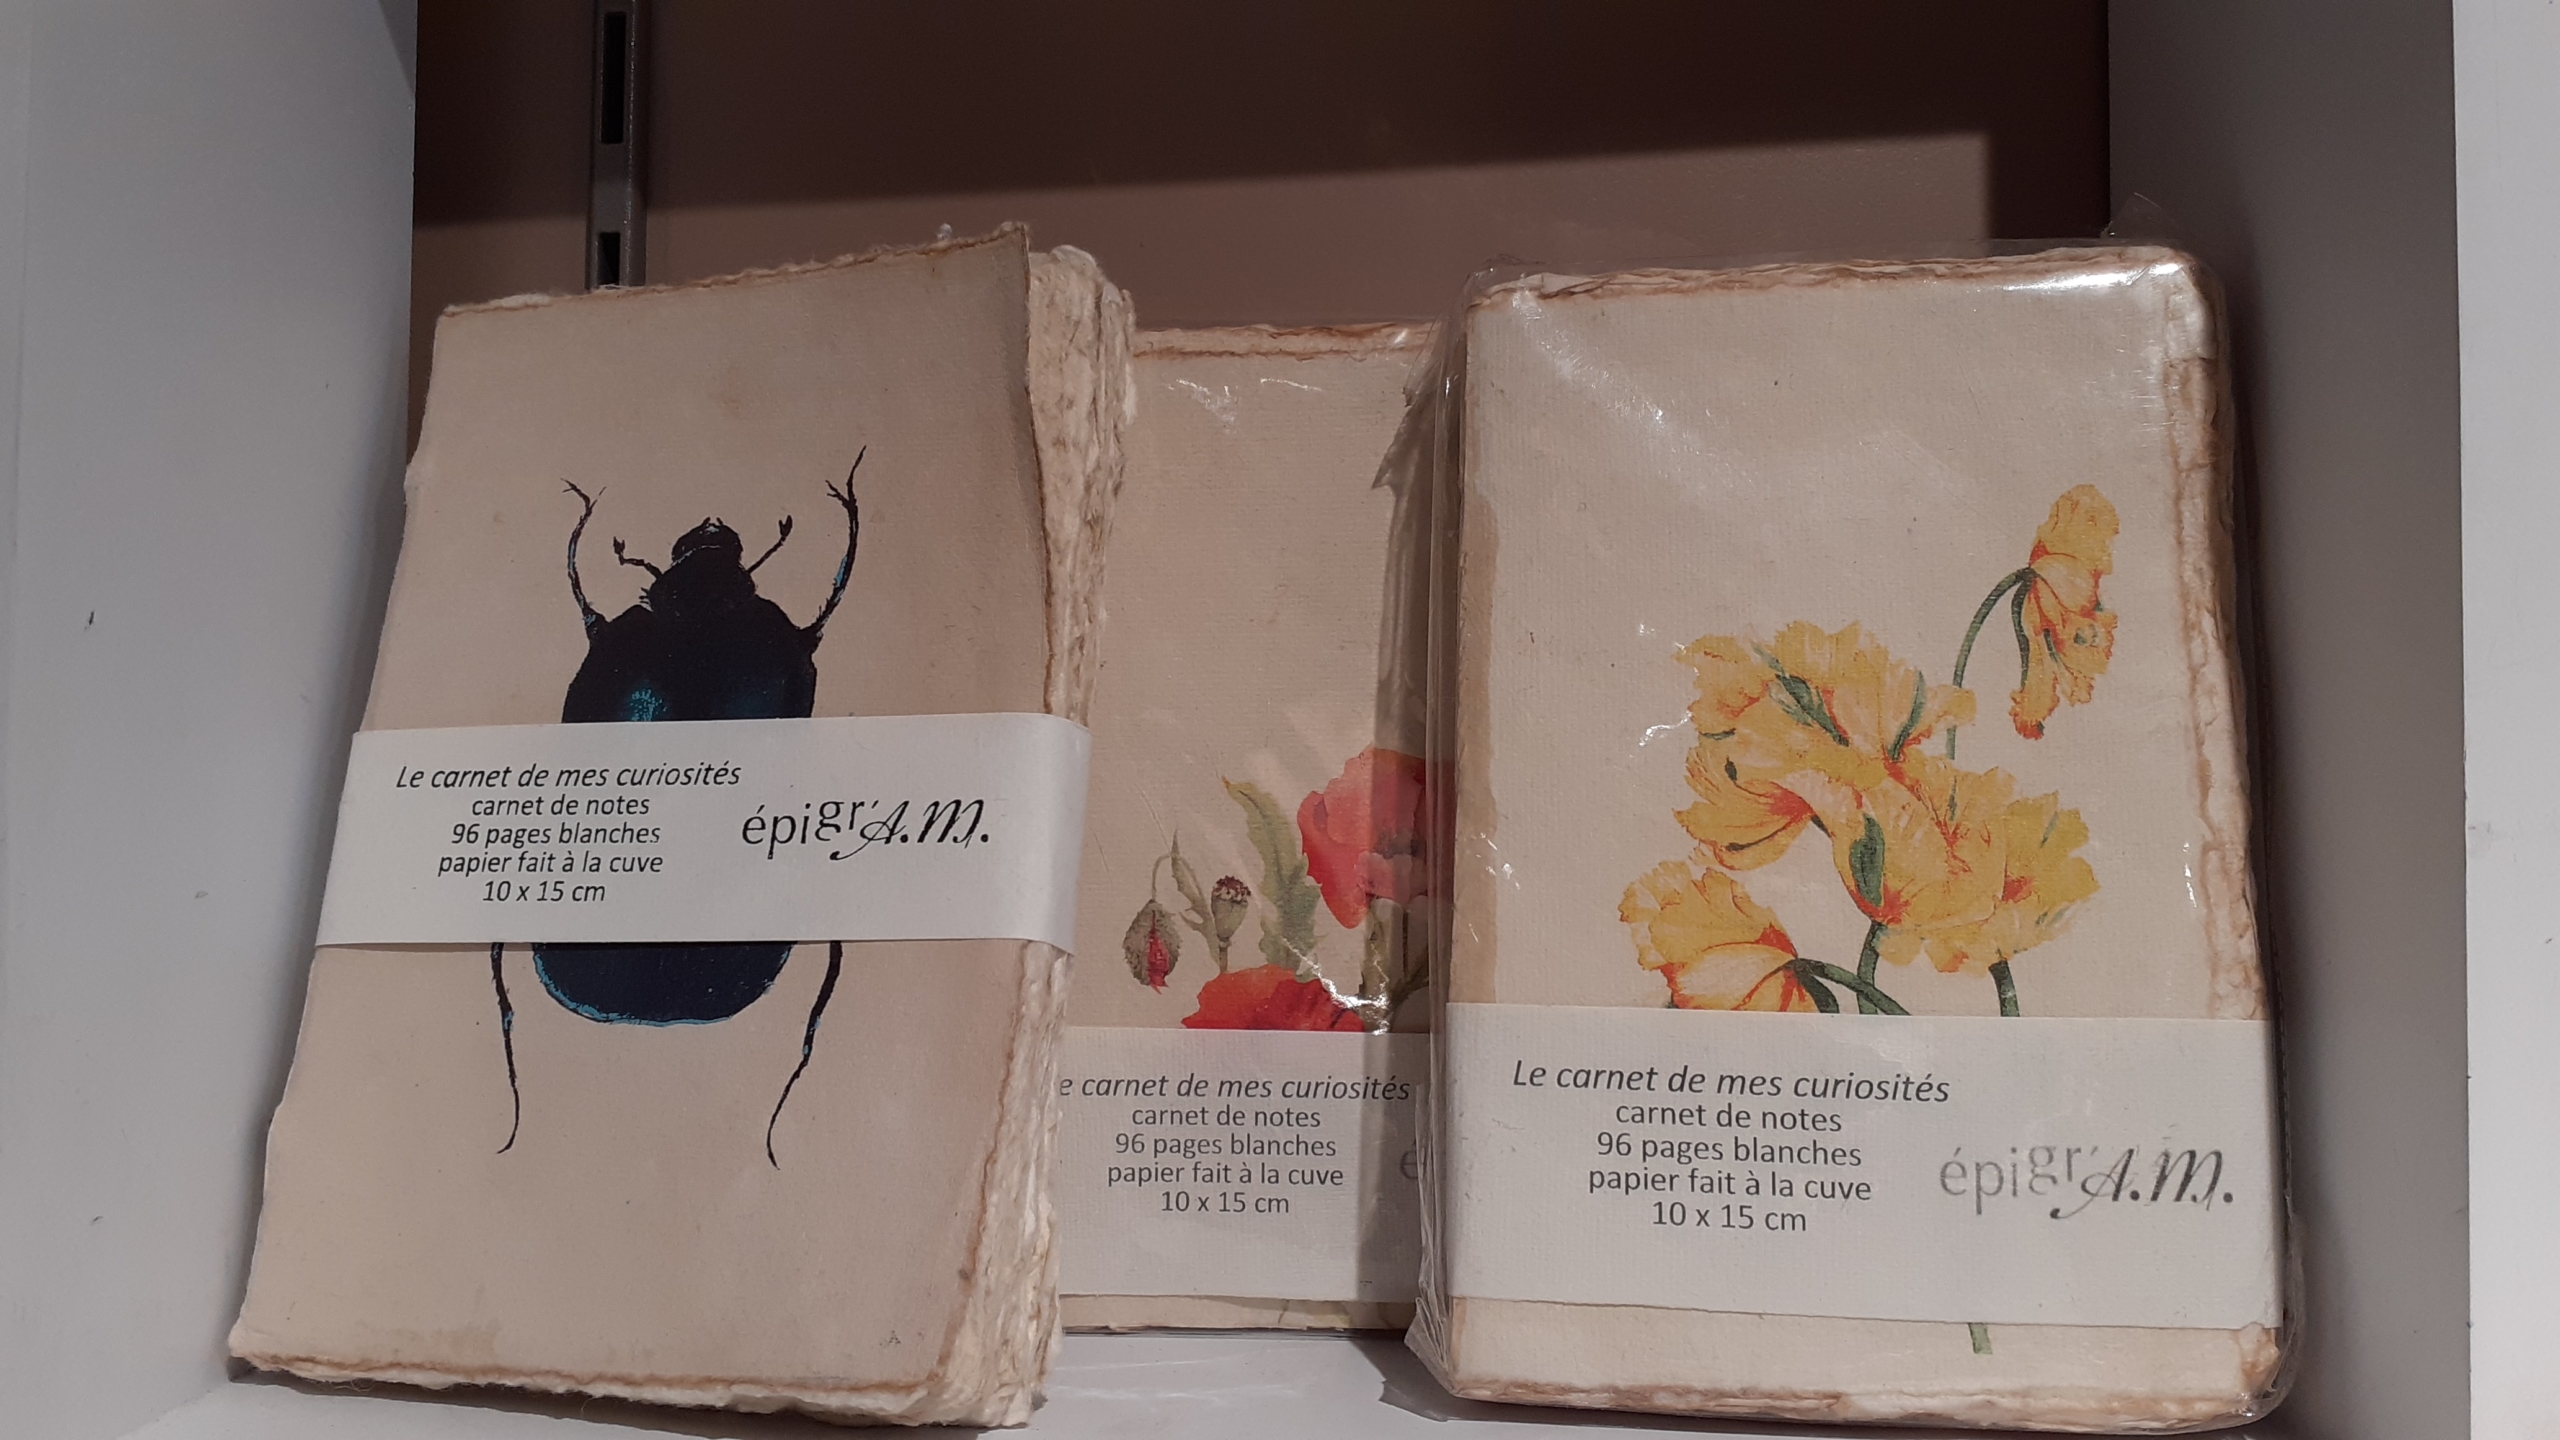 Le carnet de mes curiosités
carnet de notes
96 pages blanches
papier fait à la cuve
10 x 15 cm
épigr'A.M.
carnet de mes curiosités
carnet de notes
96 pages blanches
papier fait à la cuve
10 x 15 cm
Le carnet de mes curiosités
carnet de notes
96 pages blanches
papier fait à la cuve
10 x 15 cm
épigr'A.M.